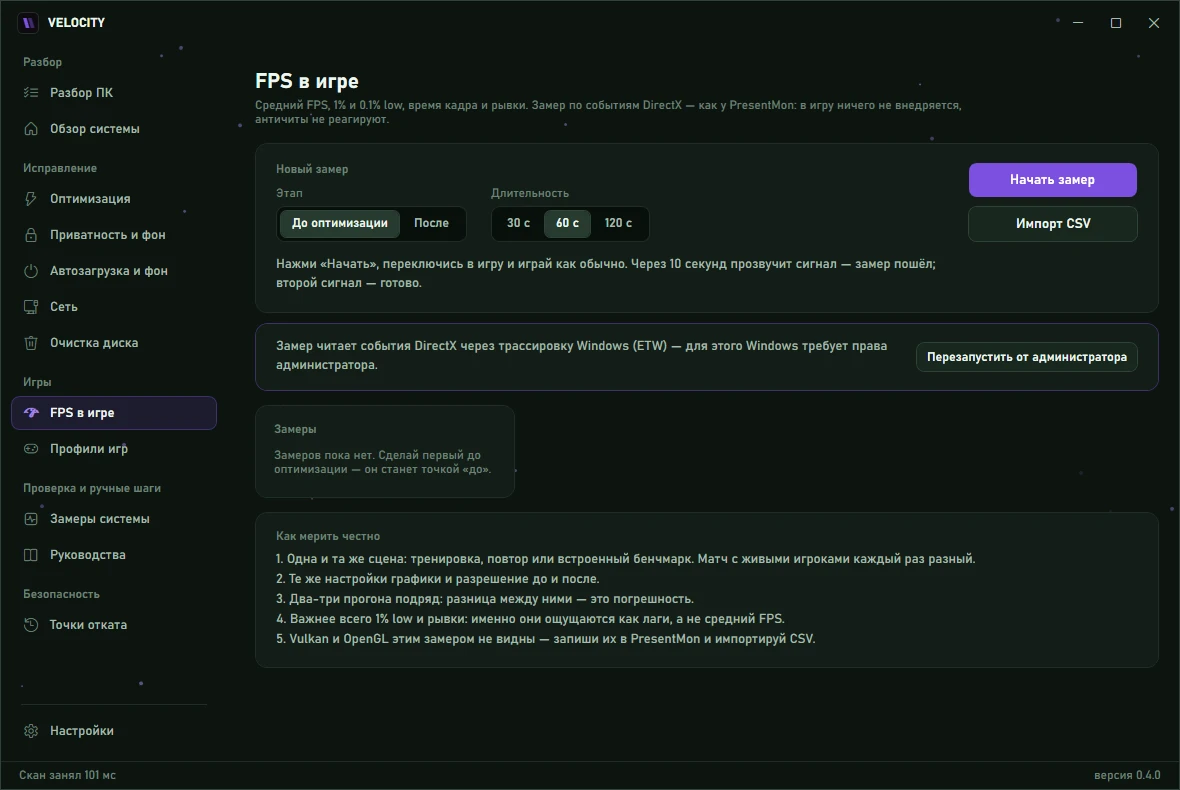 VELOCITY
Разбор
Разбор ПК
Обзор системы
Исправление
Оптимизация
Приватность и фон
Автозагрузка и фон
Сеть
Очистка диска
Игры
FPS в игре
Профили игр
Проверка и ручные шаги
Замеры системы
Руководства
Безопасность
Точки отката
Настройки
FPS в игре
Средний FPS, 1% и 0.1% low, время кадра и рывки. Замер по событиям DirectX — как у PresentMon: в игру ничего не внедряется,
античиты не реагируют.
Новый замер
Этап
Длительность
До оптимизации
После
30 с
60 с
120 с
Начать замер
Импорт CSV
Нажми «Начать», переключись в игру и играй как обычно. Через 10 секунд прозвучит сигнал — замер пошёл;
второй сигнал — готово.
Замер читает события DirectX через трассировку Windows (ETW) — для этого Windows требует права
администратора.
Перезапустить от администратора
Замеры
Замеров пока нет. Сделай первый до
оптимизации — он станет точкой «до».
Как мерить честно
1. Одна и та же сцена: тренировка, повтор или встроенный бенчмарк. Матч с живыми игроками каждый раз разный.
2. Те же настройки графики и разрешение до и после.
3. Два-три прогона подряд: разница между ними — это погрешность.
4. Важнее всего 1% low и рывки: именно они ощущаются как лаги, а не средний FPS.
5. Vulkan и OpenGL этим замером не видны — запиши их в PresentMon и импортируй CSV.
Скан занял 101 мс
версия 0.4.0